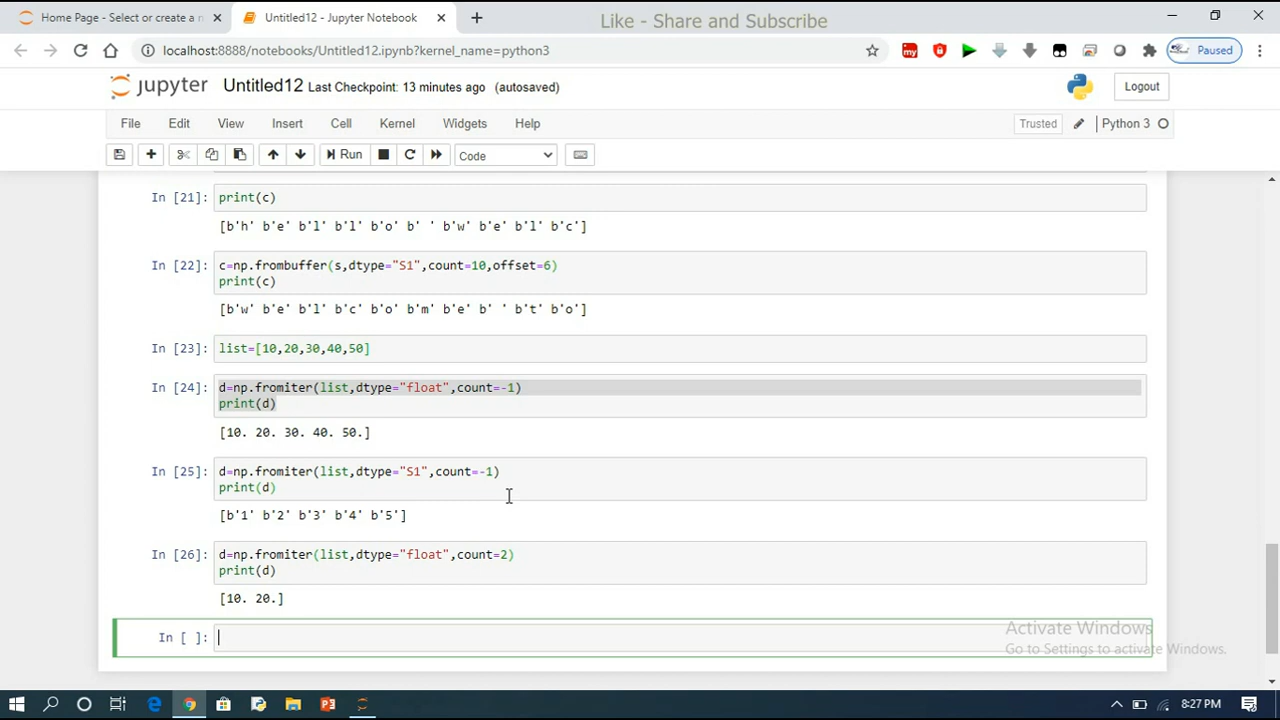 Home Page - Select or create a n
Untitled12 - Jupyter Notebook
Like - Share and Subscribe
localhost:8888/notebooks/Untitled12.ipynb?kernel_name=python3
my
Paused
jupyter Untitled12 Last Checkpoint: 13 minutes ago (autosaved)
Logout
File Edit View Insert Cell Kernel Widgets Help
Trusted
Python 3
Run
Code
In [21]: print(c)
[b'h' b'e' b'l' b'l' b'o' b' ' b'w' b'e' b'l' b'c']
In [22]: c=np.frombuffer(s,dtype="S1",count=10,offset=6)
print(c)
[b'w' b'e' b'l' b'c' b'o' b'm' b'e' b' ' b't' b'o']
In [23]: list=[10,20,30,40,50]
In [24]: d=np.fromiter(list,dtype="float",count=-1)
print(d)
[10. 20. 30. 40. 50.]
In [25]: d=np.fromiter(list,dtype="S1",count=-1)
print(d)
[b'1' b'2' b'3' b'4' b'5']
In [26]: d=np.fromiter(list,dtype="float",count=2)
print(d)
[10. 20.]
In [ ]:
Activate Windows
Go to Settings to activate Windows.
8:27 PM